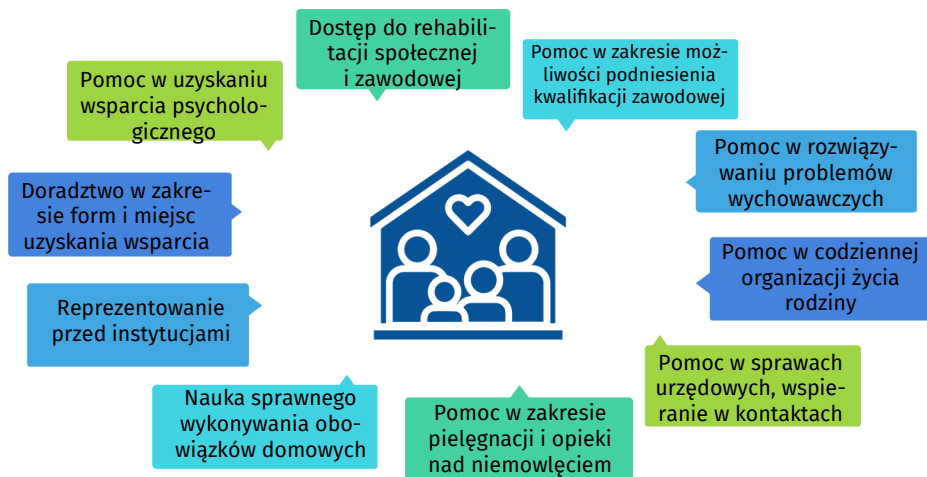 Dostęp do rehabili-
tacji społecznej
i zawodowej
Pomoc w zakresie moż-
liwości podniesienia
kwalifikacji zawodowej
Pomoc w uzyskaniu
wsparcia psycholo-
gicznego
Pomoc w rozwiązy-
waniu problemów
wychowawczych
Doradztwo w zakre-
sie form i miejsc
uzyskania wsparcia
Pomoc w codziennej
organizacji życia
rodziny
Reprezentowanie
przed instytucjami
Pomoc w sprawach
urzędowych, wspie-
ranie w kontaktach
Nauka sprawnego
wykonywania obo-
wiązków domowych
Pomoc w zakresie
pielęgnacji i opieki
nad niemowlęciem